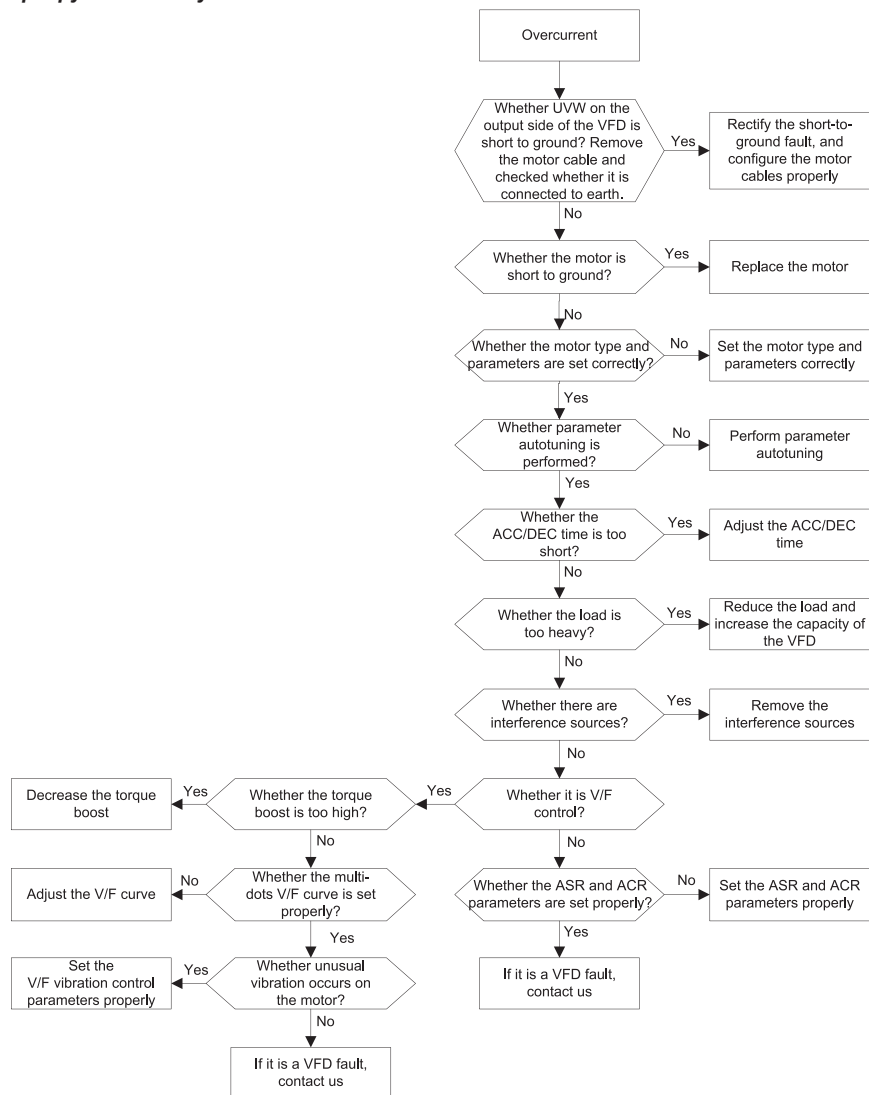 Overcurrent
Whether UVW on the
output side of the VFD is
short to ground? Remove
the motor cable and
checked whether it is
connected to earth.
Yes
Rectify the short-to-
ground fault, and
configure the motor
cables properly
No
Whether the motor is
short to ground?
Yes
Replace the motor
No
Whether the motor type and
parameters are set correctly?
No
Set the motor type and
parameters correctly
Yes
Whether parameter
autotuning is
performed?
No
Perform parameter
autotuning
Yes
Whether the
ACC/DEC time is too
short?
Yes
Adjust the ACC/DEC
time
No
Whether the load is
too heavy?
Yes
Reduce the load and
increase the capacity of
the VFD
No
Whether there are
interference sources?
Yes
Remove the
interference sources
No
Whether it is V/F
control?
Yes
Whether the torque
boost is too high?
Yes
Decrease the torque
boost
No
Whether the multi-
dots V/F curve is set
properly?
No
Adjust the V/F curve
Yes
Whether unusual
vibration occurs on
the motor?
Yes
Set the
V/F vibration control
parameters properly
No
If it is a VFD fault,
contact us
No
Whether the ASR and ACR
parameters are set properly?
No
Set the ASR and ACR
parameters properly
Yes
If it is a VFD fault,
contact us